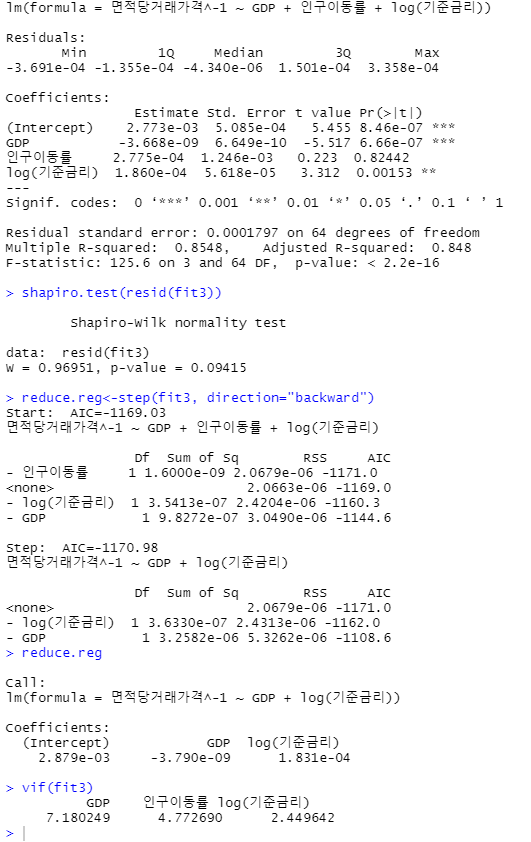 lm(formula = 면적당거래가격^-1 ~ GDP + 인구이동률 + log(기준금리))
Residuals:
Min 1Q Median 3Q Max
-3.691e-04 -1.355e-04 -4.340e-06 1.501e-04 3.358e-04
Coefficients:
Estimate Std. Error t value Pr(>|t|)
(Intercept) 2.773e-03 5.085e-04 5.455 8.46e-07 ***
GDP -3.668e-09 6.649e-10 -5.517 6.66e-07 ***
인구이동률 2.775e-04 1.246e-03 0.223 0.82442
log(기준금리) 1.860e-04 5.618e-05 3.312 0.00153 **
---
Signif. codes: 0 ‘***’ 0.001 ‘**’ 0.01 ‘*’ 0.05 ‘.’ 0.1 ‘ ’ 1
Residual standard error: 0.0001797 on 64 degrees of freedom
Multiple R-squared: 0.8548, Adjusted R-squared: 0.848
F-statistic: 125.6 on 3 and 64 DF, p-value: < 2.2e-16
> shapiro.test(resid(fit3))
Shapiro-Wilk normality test
data: resid(fit3)
W = 0.96951, p-value = 0.09415
> reduce.reg<-step(fit3, direction="backward")
Start: AIC=-1169.03
면적당거래가격^-1 ~ GDP + 인구이동률 + log(기준금리)
Df Sum of Sq RSS AIC
- 인구이동률 1 1.6000e-09 2.0679e-06 -1171.0
<none> 2.0663e-06 -1169.0
- log(기준금리) 1 3.5413e-07 2.4204e-06 -1160.3
- GDP 1 9.8272e-07 3.0490e-06 -1144.6
Step: AIC=-1170.98
면적당거래가격^-1 ~ GDP + log(기준금리)
Df Sum of Sq RSS AIC
<none> 2.0679e-06 -1171.0
- log(기준금리) 1 3.6330e-07 2.4313e-06 -1162.0
- GDP 1 3.2582e-06 5.3262e-06 -1108.6
> reduce.reg
Call:
lm(formula = 면적당거래가격^-1 ~ GDP + log(기준금리))
Coefficients:
(Intercept) GDP log(기준금리)
2.879e-03 -3.790e-09 1.831e-04
> vif(fit3)
GDP 인구이동률 log(기준금리)
7.180249 4.772690 2.449642
>